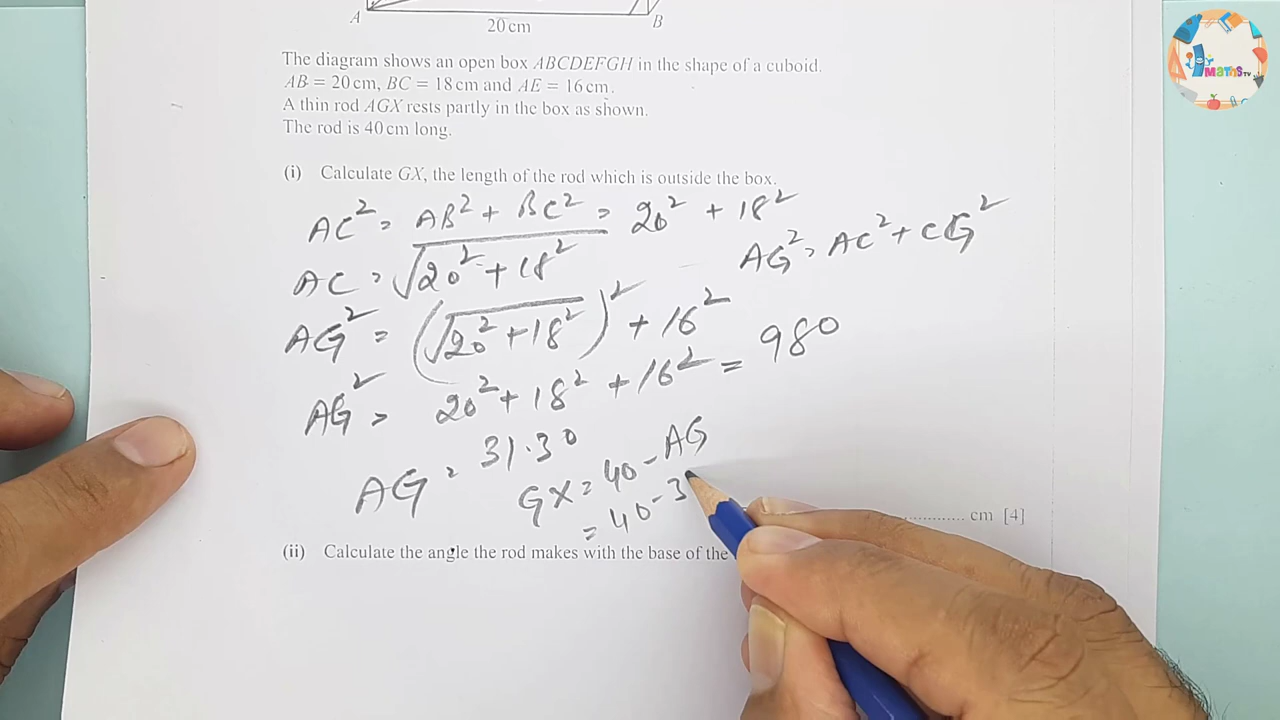 A
20 cm
B
MATHS TV
The diagram shows an open box ABCDEFGH in the shape of a cuboid.
AB = 20 cm, BC = 18 cm and AE = 16 cm.
A thin rod AGX rests partly in the box as shown.
The rod is 40 cm long.
(i) Calculate GX, the length of the rod which is outside the box.
AC² = AB² + BC² = 20² + 18²
AG² = AC² + CG²
AC = √20² + 18²
AG² = (√20² + 18²)² + 16²
AG² = 20² + 18² + 16² = 980
AG = 31.30
GX = 40 - AG
= 40 - 3
cm [4]
(ii) Calculate the angle the rod makes with the base of the